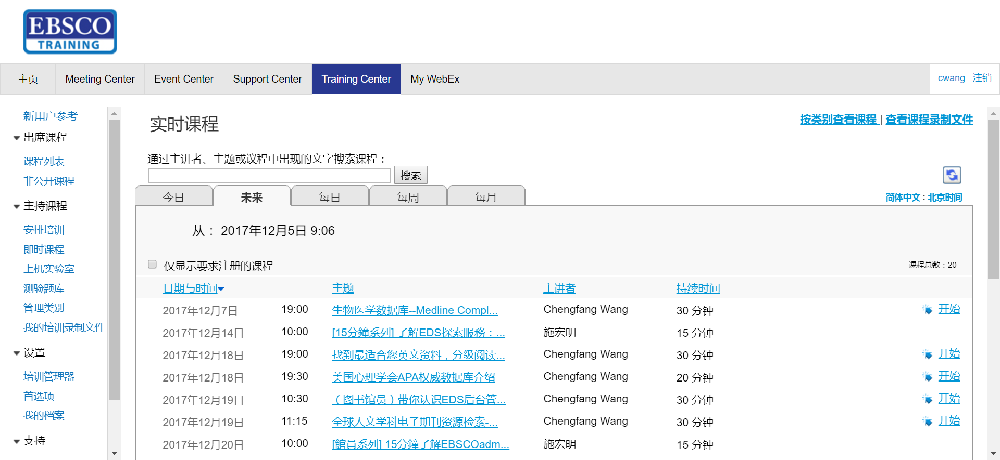 EBSCO
TRAINING
主页 Meeting Center Event Center Support Center Training Center My WebEx cwang 注销
新用户参考
出席课程
课程列表
非公开课程
主持课程
安排培训
即时课程
上机实验室
测验题库
管理类别
我的培训录制文件
设置
培训管理器
首选项
我的档案
支持
实时课程
按类别查看课程 | 查看课程录制文件
通过主讲者、主题或议程中出现的文字搜索课程：
搜索
今日 未来 每日 每周 每月
简体中文 : 北京时间
从： 2017年12月5日 9:06
仅显示要求注册的课程
课程总数：20
日期与时间 主题 主讲者 持续时间
2017年12月7日 19:00 生物医学数据库--Medline Compl... Chengfang Wang 30 分钟 开始
2017年12月14日 10:00 [15分鐘系列] 了解EDS探索服務：... 施宏明 15 分钟
2017年12月18日 19:00 找到最适合您英文资料，分级阅读... Chengfang Wang 30 分钟 开始
2017年12月18日 19:30 美国心理学会APA权威数据库介绍 Chengfang Wang 20 分钟 开始
2017年12月19日 10:30 （图书馆员）带你认识EDS后台管... Chengfang Wang 30 分钟 开始
2017年12月19日 11:15 全球人文学科电子期刊资源检索-... Chengfang Wang 30 分钟 开始
2017年12月20日 10:00 [館員系列] 15分鐘了解EBSCOadm... 施宏明 15 分钟